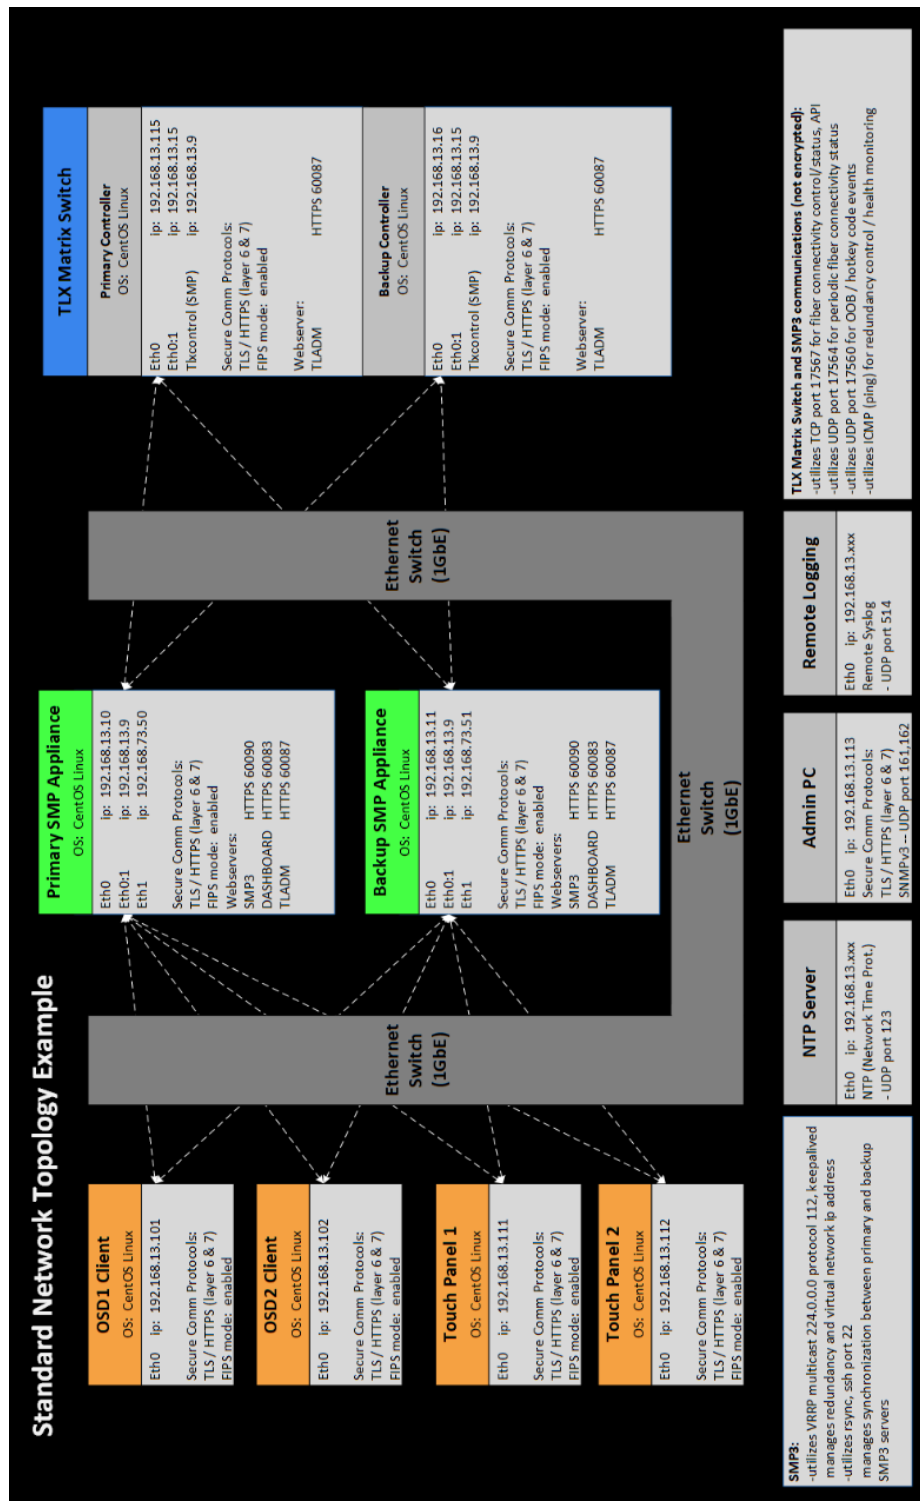 Standard Network Topology Example
OSD1 Client
OS: CentOS Linux
Eth0 ip: 192.168.13.101
Secure Comm Protocols:
TLS / HTTPS (layer 6 & 7)
FIPS mode: enabled
OSD2 Client
OS: CentOS Linux
Eth0 ip: 192.168.13.102
Secure Comm Protocols:
TLS / HTTPS (layer 6 & 7)
FIPS mode: enabled
Touch Panel 1
OS: CentOS Linux
Eth0 ip: 192.168.13.111
Secure Comm Protocols:
TLS / HTTPS (layer 6 & 7)
FIPS mode: enabled
Touch Panel 2
OS: CentOS Linux
Eth0 ip: 192.168.13.112
Secure Comm Protocols:
TLS / HTTPS (layer 6 & 7)
FIPS mode: enabled
Ethernet
Switch
(1GbE)
Primary SMP Appliance
OS: CentOS Linux
Eth0 ip: 192.168.13.10
Eth0:1 ip: 192.168.13.9
Eth1 ip: 192.168.73.50
Secure Comm Protocols:
TLS / HTTPS (layer 6 & 7)
FIPS mode: enabled
Webservers:
SMP3 HTTPS 60090
DASHBOARD HTTPS 60083
TLADM HTTPS 60087
Backup SMP Appliance
OS: CentOS Linux
Eth0 ip: 192.168.13.11
Eth0:1 ip: 192.168.13.9
Eth1 ip: 192.168.73.51
Secure Comm Protocols:
TLS / HTTPS (layer 6 & 7)
FIPS mode: enabled
Webservers:
SMP3 HTTPS 60090
DASHBOARD HTTPS 60083
TLADM HTTPS 60087
Ethernet
Switch
(1GbE)
Ethernet
Switch
(1GbE)
TLX Matrix Switch
Primary Controller
OS: CentOS Linux
Eth0 ip: 192.168.13.115
Eth0:1 ip: 192.168.13.15
Tlxcontrol (SMP) ip: 192.168.13.9
Secure Comm Protocols:
TLS / HTTPS (layer 6 & 7)
FIPS mode: enabled
Webserver:
TLADM HTTPS 60087
Backup Controller
OS: CentOS Linux
Eth0 ip: 192.168.13.16
Eth0:1 ip: 192.168.13.15
Tlxcontrol (SMP) ip: 192.168.13.9
Secure Comm Protocols:
TLS / HTTPS (layer 6 & 7)
FIPS mode: enabled
Webserver:
TLADM HTTPS 60087
SMP3:
-utilizes VRRP multicast 224.0.0.0 protocol 112, keepalived
manages redundancy and virtual network ip address
-utilizes rsync, ssh port 22
manages synchronization between primary and backup
SMP3 servers
NTP Server
Eth0 ip: 192.168.13.xxx
NTP (Network Time Prot.)
- UDP port 123
Admin PC
Eth0 ip: 192.168.13.113
Secure Comm Protocols:
TLS / HTTPS (layer 6 & 7)
SNMPv3 -- UDP port 161,162
Remote Logging
Eth0 ip: 192.168.13.xxx
Remote Syslog
- UDP port 514
TLX Matrix Switch and SMP3 communications (not encrypted):
-utilizes TCP port 17567 for fiber connectivity control/status, API
-utilizes UDP port 17564 for periodic fiber connectivity status
-utilizes UDP port 17560 for OOB / hotkey code events
-utilizes ICMP (ping) for redundancy control / health monitoring